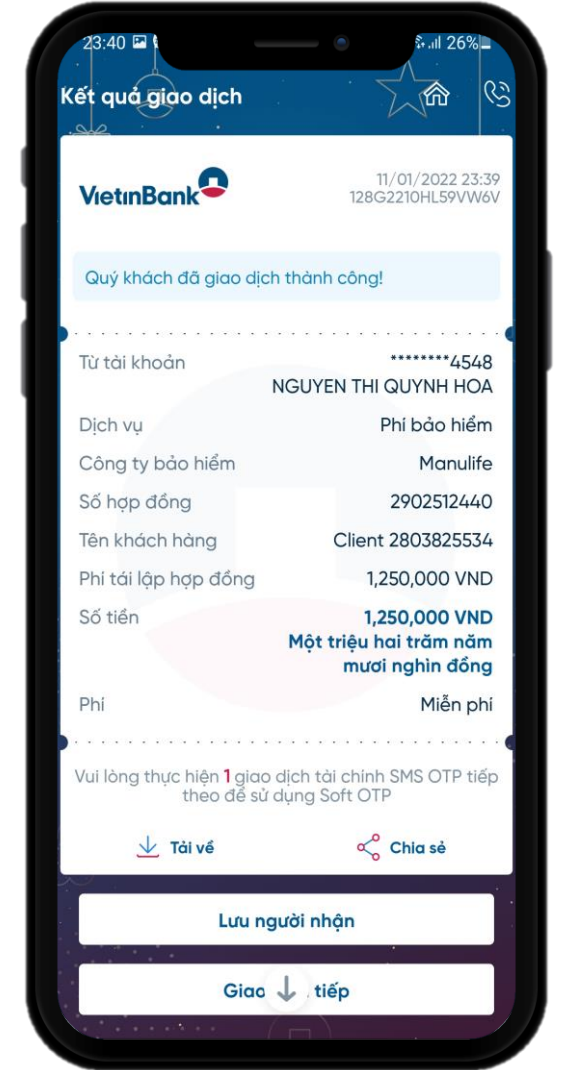 23:40 26%
Kết quả giao dịch
VietinBank
11/01/2022 23:39
128G2210HL59VW6V
Quý khách đã giao dịch thành công!
Từ tài khoản ********4548
NGUYEN THI QUYNH HOA
Dịch vụ Phí bảo hiểm
Công ty bảo hiểm Manulife
Số hợp đồng 2902512440
Tên khách hàng Client 2803825534
Phí tái lập hợp đồng 1,250,000 VND
Số tiền 1,250,000 VND
Một triệu hai trăm năm
mươi nghìn đồng
Phí Miễn phí
Vui lòng thực hiện 1 giao dịch tài chính SMS OTP tiếp
theo để sử dụng Soft OTP
Tải về Chia sẻ
Lưu người nhận
Giao tiếp